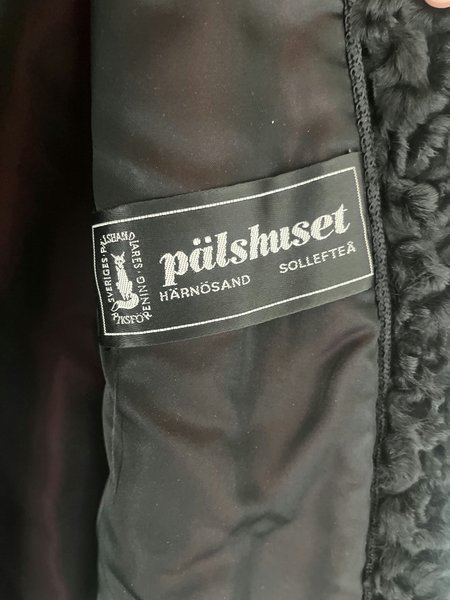 SVERIGES PÄLSHANDLARES · RIKSFÖRENING
pälshuset
HÄRNÖSAND SOLLEFTEÅ